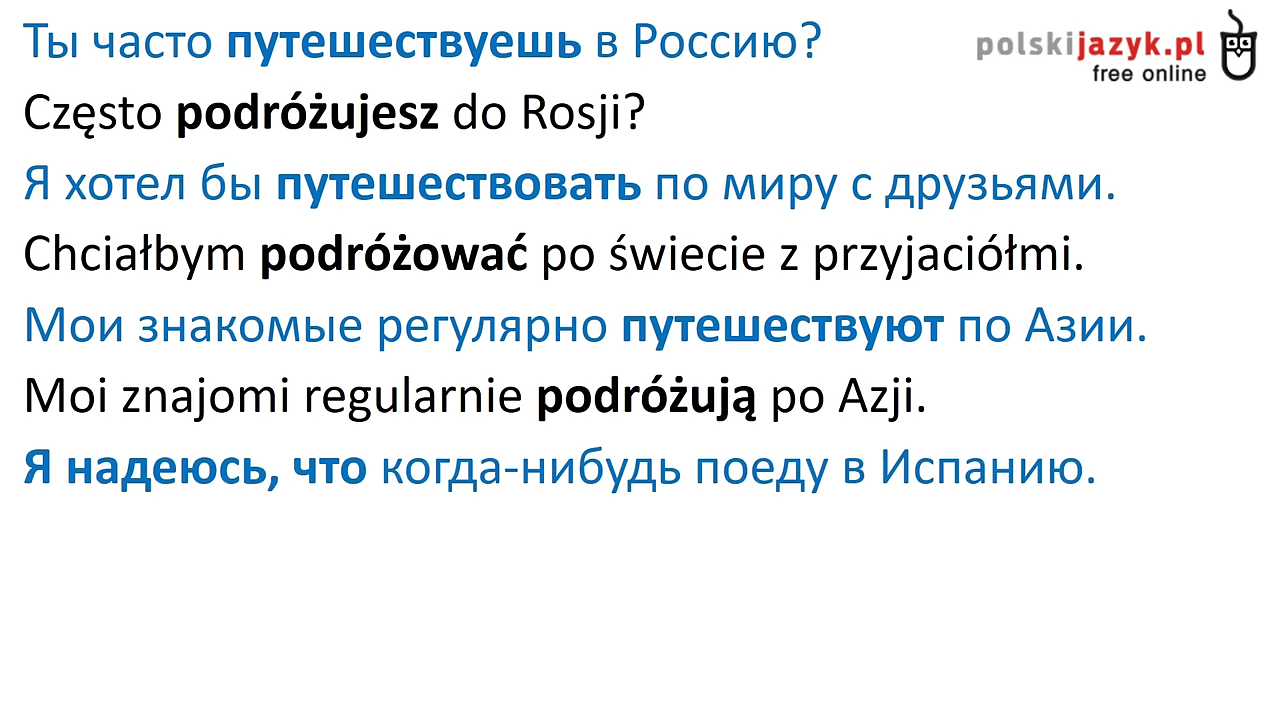 Ты часто путешествуешь в Россию?
polskijazyk.pl
free online
Często podróżujesz do Rosji?
Я хотел бы путешествовать по миру с друзьями.
Chciałbym podróżować po świecie z przyjaciółmi.
Мои знакомые регулярно путешествуют по Азии.
Moi znajomi regularnie podróżują po Azji.
Я надеюсь, что когда-нибудь поеду в Испанию.